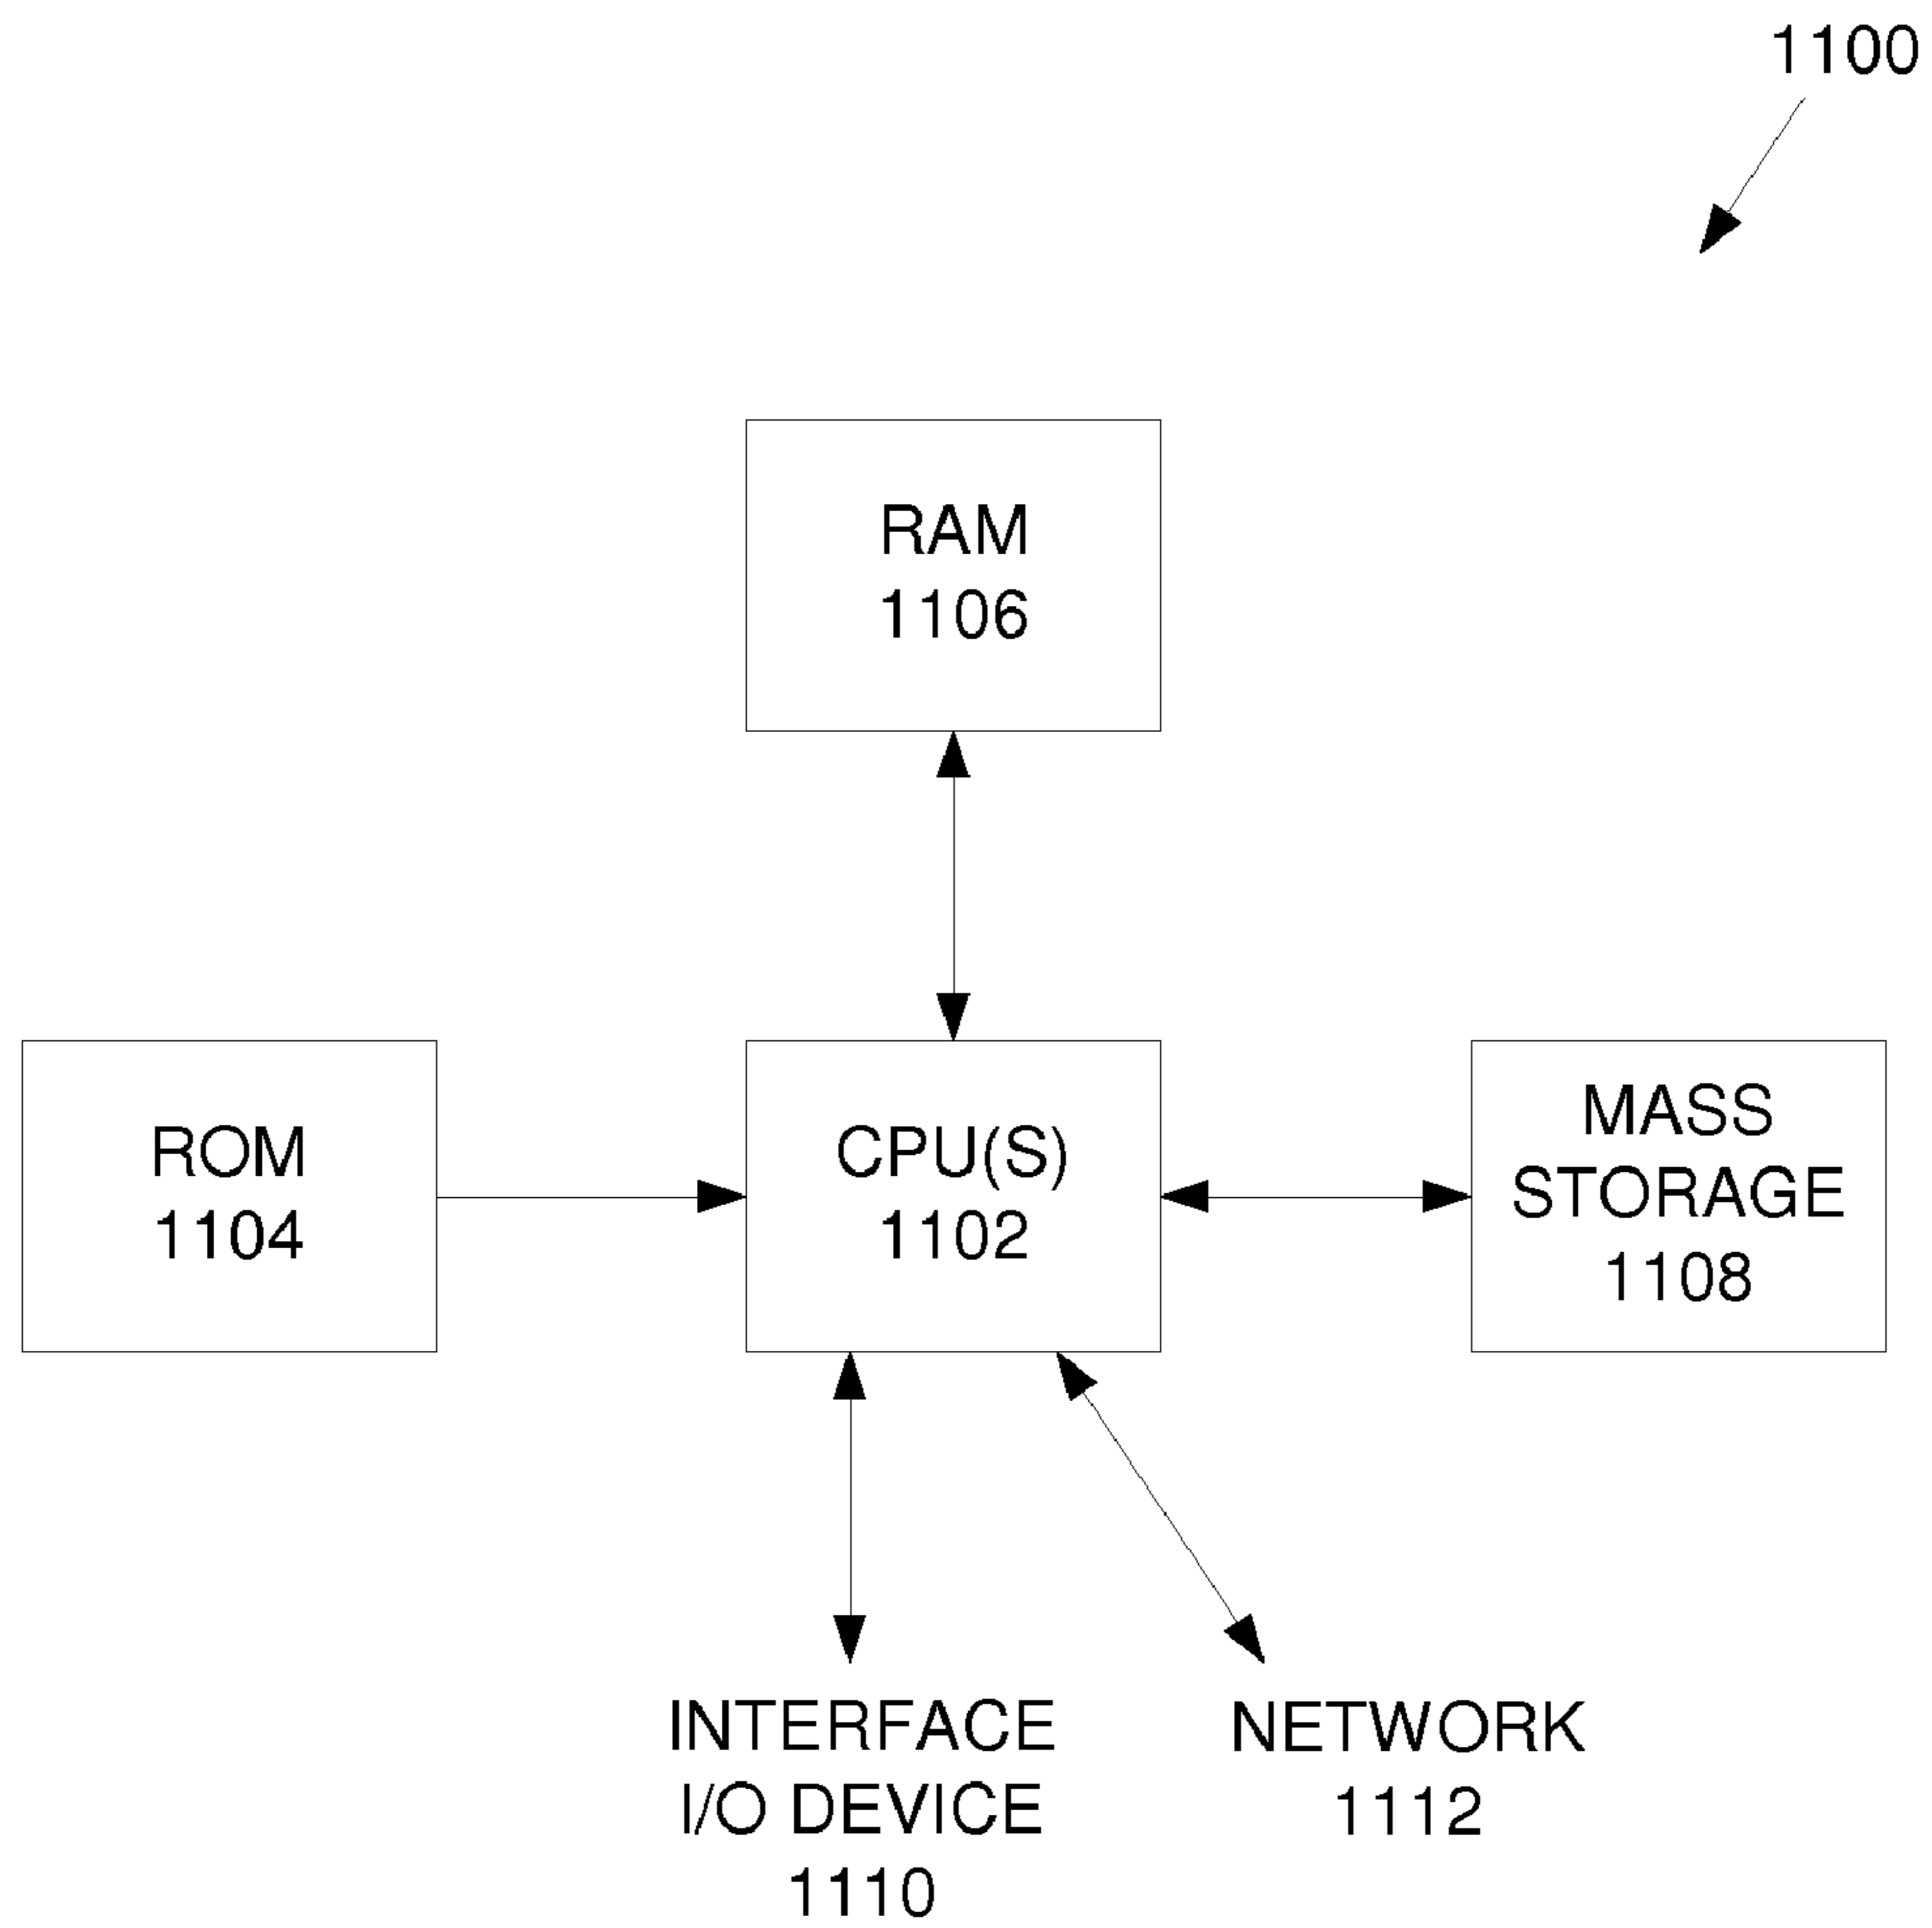 1100
RAM
1106
ROM
1104
CPU(S)
1102
MASS
STORAGE
1108
INTERFACE
I/O DEVICE
1110
NETWORK
1112